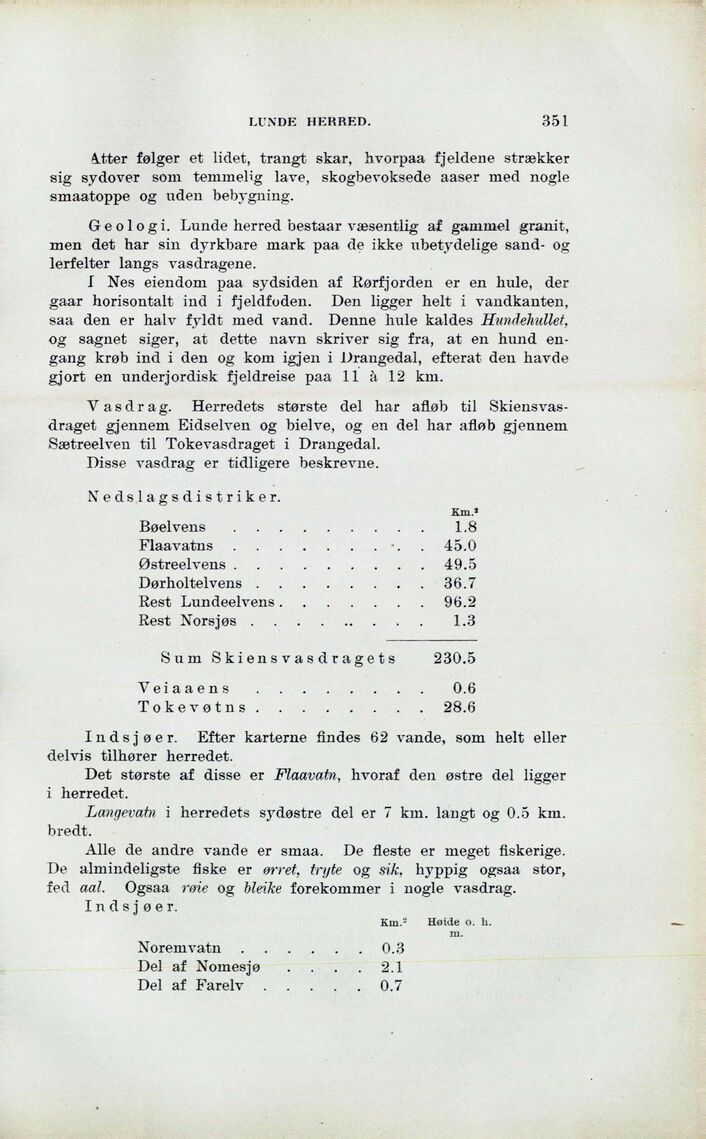 LUNDE HERRED. 351
Atter følger et lidet, trangt skar, hvorpaa fjeldene strækker
sig sydover som temmelig lave, skogbevoksede aaser med nogle
smaatoppe og uden bebygning.
Geologi. Lunde herred bestaar væsentlig af gammel granit,
men det har sin dyrkbare mark paa de ikke ubetydelige sand- og
lerfelter langs vasdragene.
I Nes eiendom paa sydsiden af Rørfjorden er en hule, der
gaar horisontalt ind i fjeldfoden. Den ligger helt i vandkanten,
saa den er halv fyldt med vand. Denne hule kaldes Hundehullet,
og sagnet siger, at dette navn skriver sig fra, at en hund en-
gang krøb ind i den og kom igjen i Drangedal, efterat den havde
gjort en underjordisk fjeldreise paa 11 à 12 km.
Vasdrag. Herredets største del har afløb til Skiensvas-
draget gjennem Eidselven og bielve, og en del har afløb gjennem
Sætreelven til Tokevasdraget i Drangedal.
Disse vasdrag er tidligere beskrevne.
Nedslagsdistriker.
Km.²
Bøelvens . . . . . . . . . 1.8
Flaavatns . . . . . . . . . 45.0
Østreelvens . . . . . . . . . 49.5
Dørholtelvens . . . . . . . . 36.7
Rest Lundeelvens . . . . . . . 96.2
Rest Norsjøs . . . . . . . . 1.3
Sum Skiensvasdragets 230.5
Veiaaens . . . . . . . . 0.6
Tokevøtns . . . . . . . . 28.6
Indsjøer. Efter karterne findes 62 vande, som helt eller
delvis tilhører herredet.
Det største af disse er Flaavatn, hvoraf den østre del ligger
i herredet.
Langevatn i herredets sydøstre del er 7 km. langt og 0.5 km.
bredt.
Alle de andre vande er smaa. De fleste er meget fiskerige.
De almindeligste fiske er ørret, tryte og sik, hyppig ogsaa stor,
fed aal. Ogsaa røie og bleike forekommer i nogle vasdrag.
Indsjøer.
Km.² Høide o. h.
m.
Noremvatn . . . . . . 0.3
Del af Nomesjø . . . . 2.1
Del af Farelv . . . . . 0.7